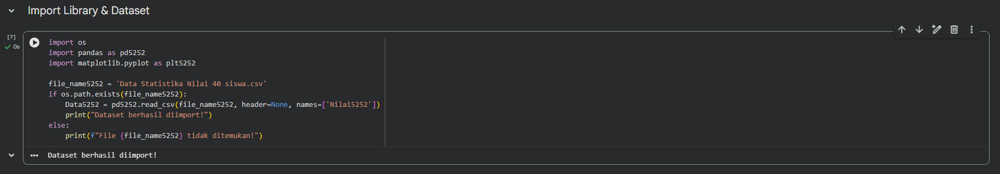 Import Library & Dataset
[7]
0s
import os
import pandas as pd5252
import matplotlib.pyplot as plt5252
file_name5252 = 'Data Statistika Nilai 40 siswa.csv'
if os.path.exists(file_name5252):
    Data5252 = pd5252.read_csv(file_name5252, header=None, names=['Nilai5252'])
    print("Dataset berhasil diimport!")
else:
    print(f"File {file_name5252} tidak ditemukan!")
Dataset berhasil diimport!